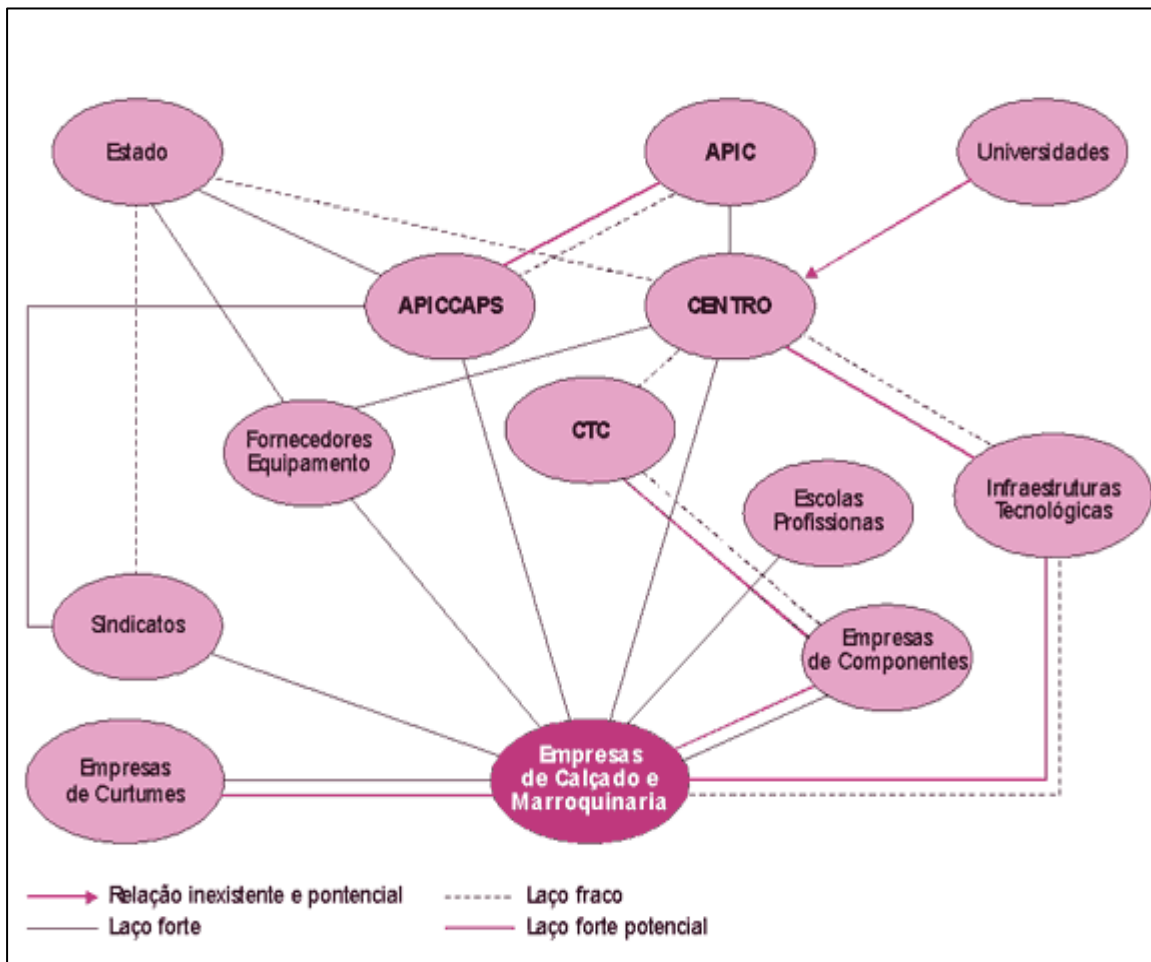 Estado
APIC
Universidades
APICCAPS
CENTRO
CTC
Fornecedores
Equipamento
Escolas
Profissionas
Infraestruturas
Tecnológicas
Sindicatos
Empresas
de Componentes
Empresas
de Curtumes
Empresas
de Calçado e
Marroquinaria
Relação inexistente e pontencial
Laço fraco
Laço forte
Laço forte potencial